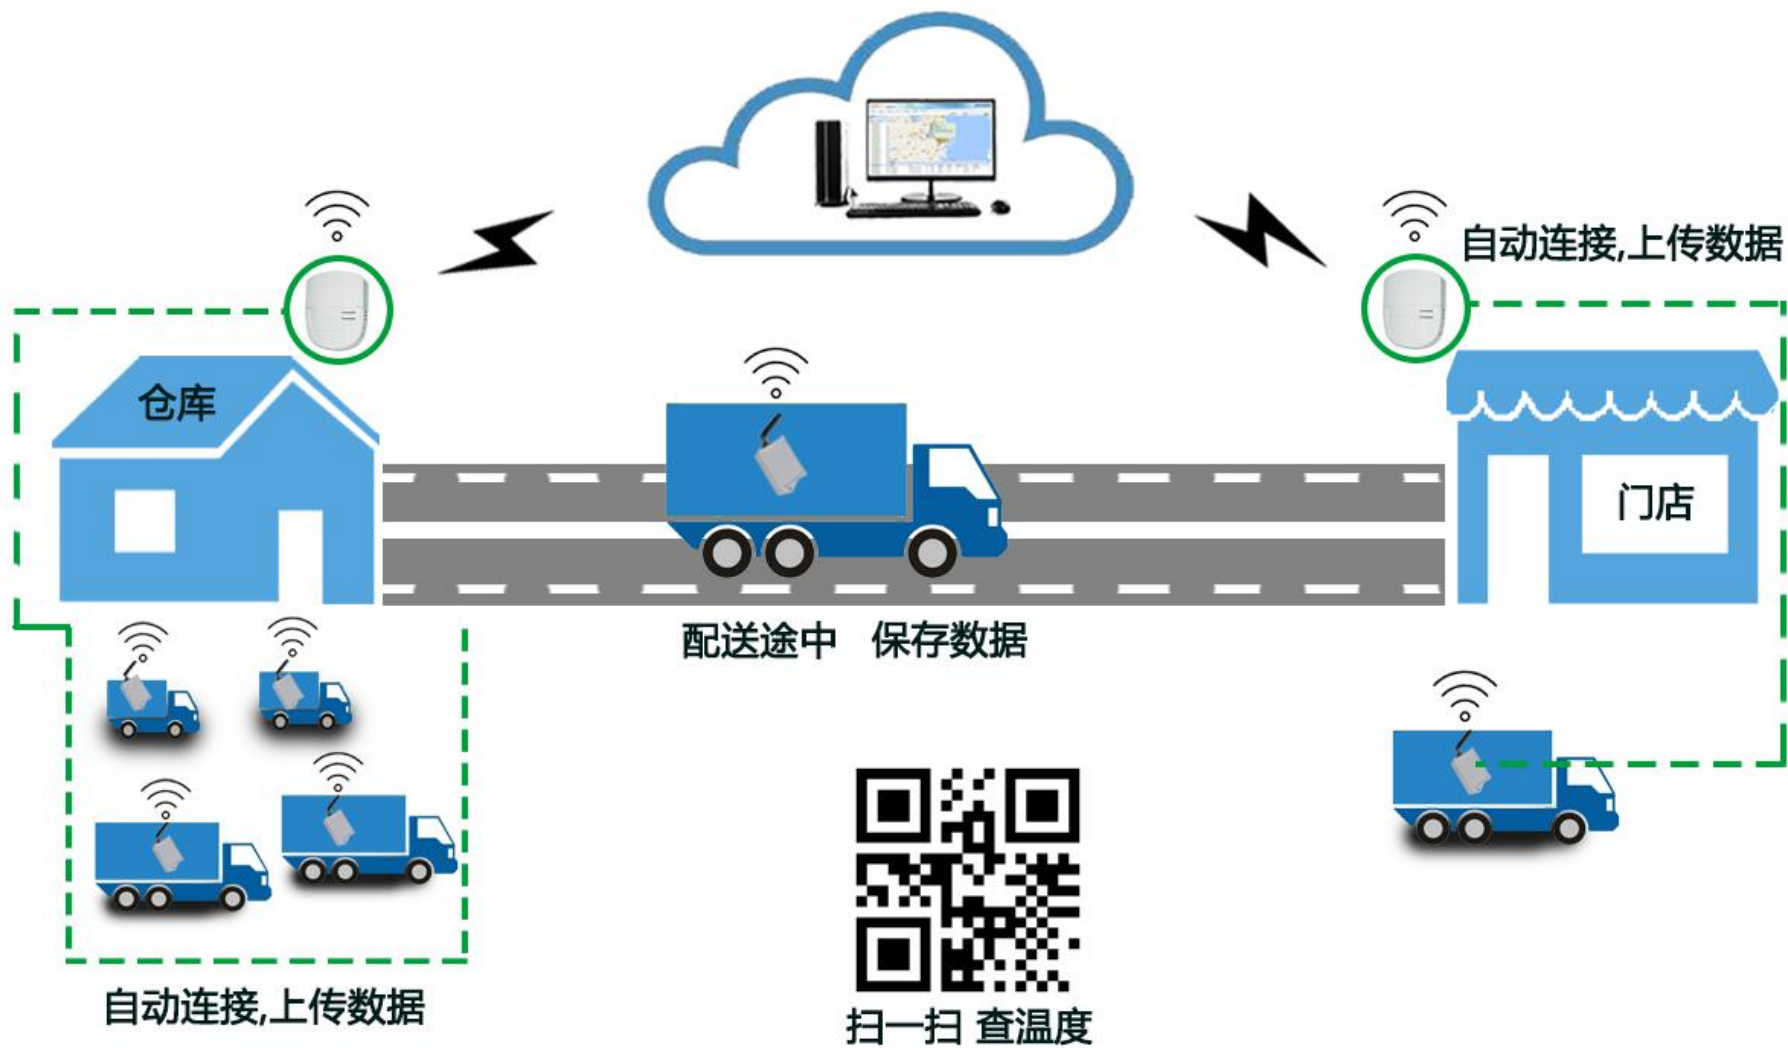 自动连接,上传数据
仓库
门店
配送途中 保存数据
自动连接,上传数据
扫一扫 查温度